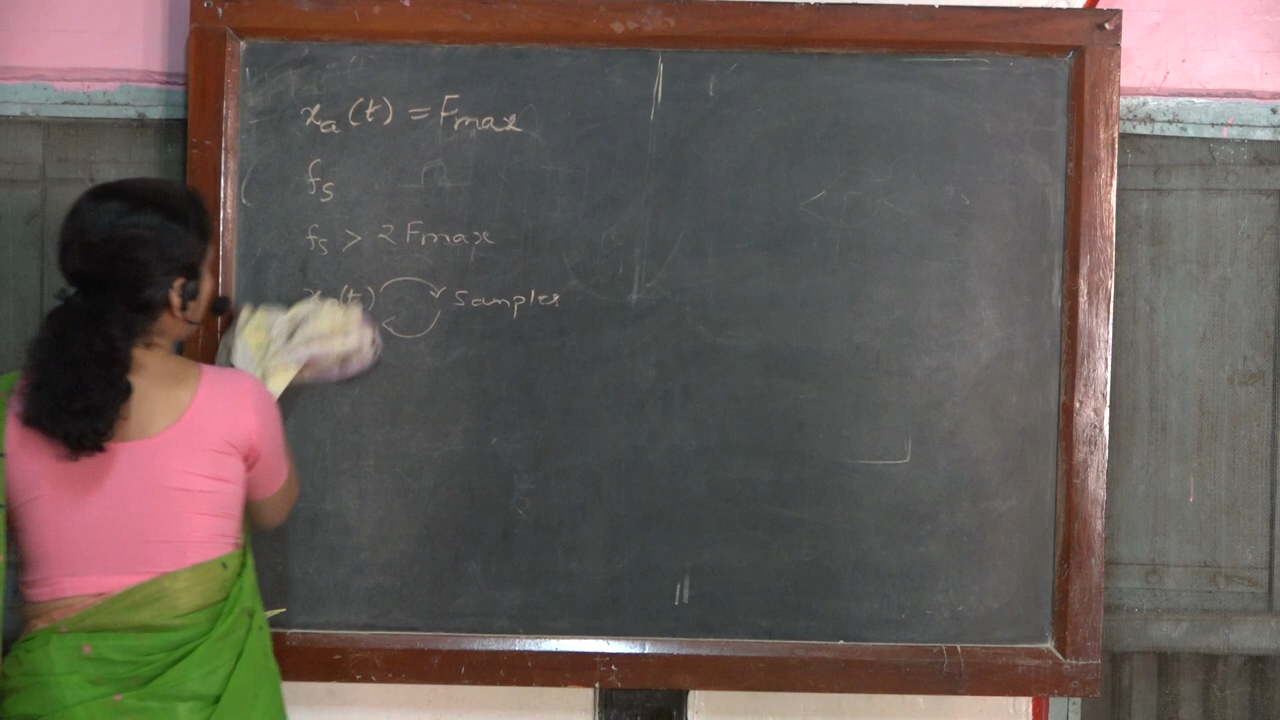 xₐ(t) = Fmax
fs
fs > 2 Fmax
(t) Samples